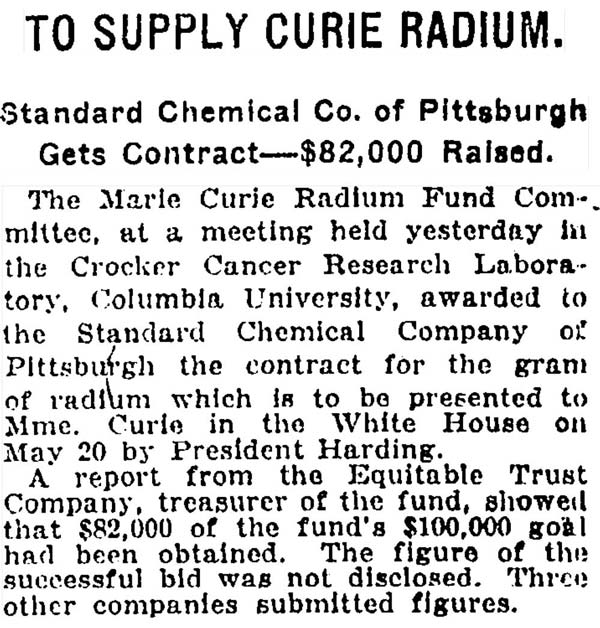 TO SUPPLY CURIE RADIUM.
Standard Chemical Co. of Pittsburgh
Gets Contract—$82,000 Raised.
The Marie Curie Radium Fund Com-
mittee, at a meeting held yesterday in
the Crocker Cancer Research Labora-
tory, Columbia University, awarded to
the Standard Chemical Company of
Pittsburgh the contract for the gram
of radium which is to be presented to
Mme. Curie in the White House on
May 20 by President Harding.
A report from the Equitable Trust
Company, treasurer of the fund, showed
that $82,000 of the fund's $100,000 goal
had been obtained. The figure of the
successful bid was not disclosed. Three
other companies submitted figures.